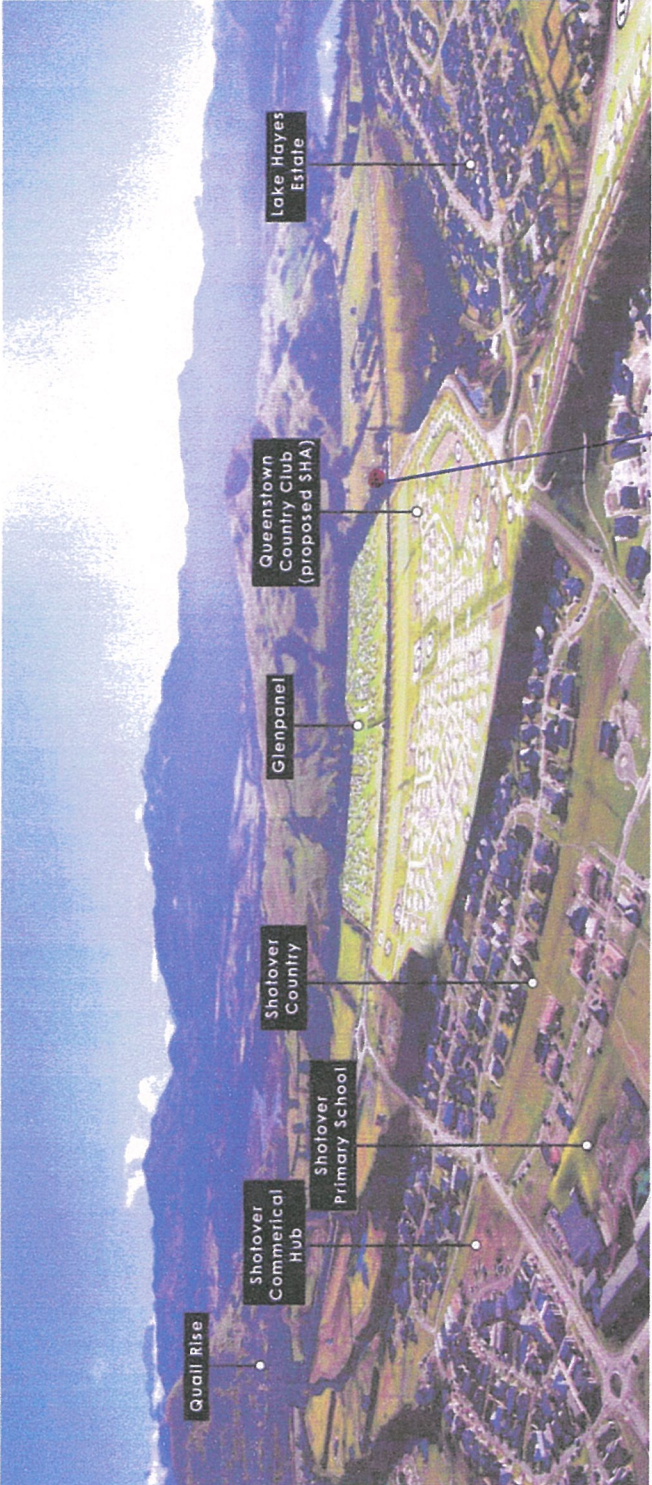 Quail Rise
Shotover
Commerical
Hub
Shotover
Primary School
Shotover
Country
Glenpanel
Queenstown
Country Club
(proposed SHA)
Lake Hayes
Estate